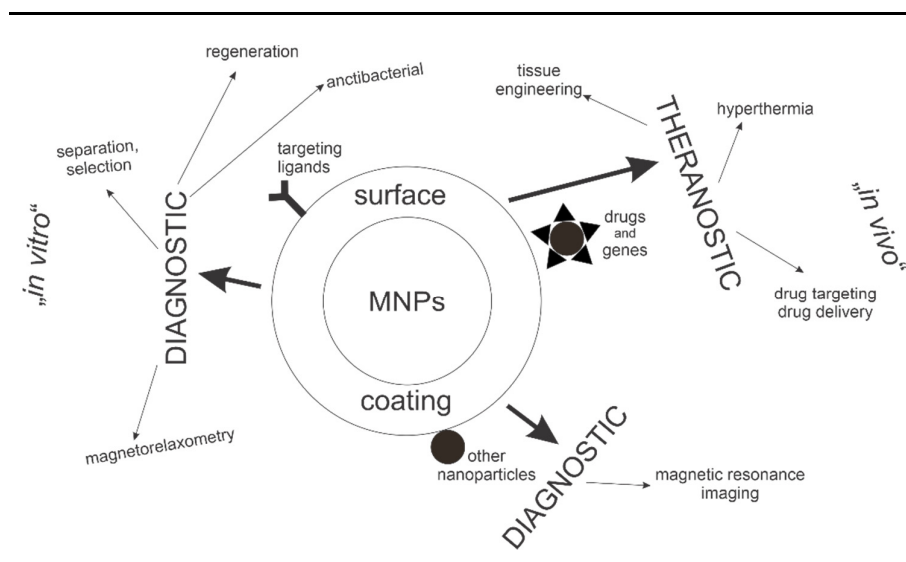 regeneration
anctibacterial
separation,
selection
targeting
ligands
„in vitro“
DIAGNOSTIC
magnetorelaxometry
surface
MNPs
coating
other
nanoparticles
tissue
engineering
THERANOSTIC
hyperthermia
drugs
and
genes
„in vivo“
drug targeting
drug delivery
DIAGNOSTIC
magnetic resonance
imaging